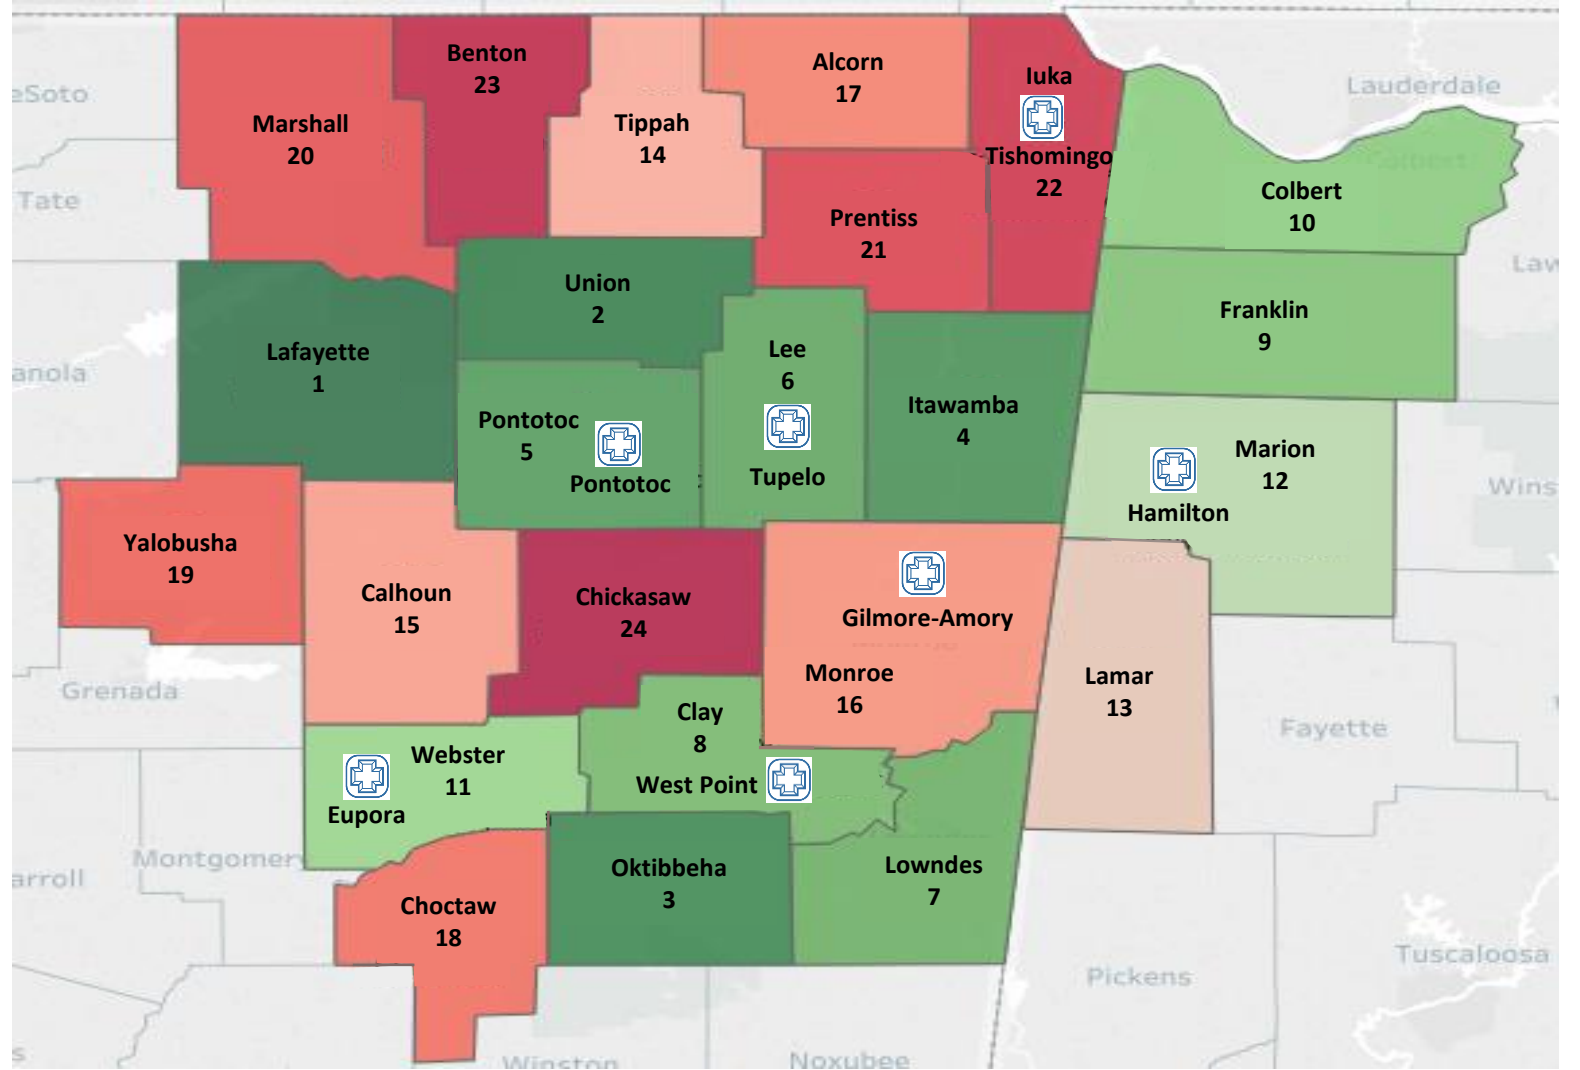 Benton
23
Alcorn
17
Iuka
Lauderdale
eSoto
Marshall
20
Tippah
14
Tishomingo
22
Colbert
Tate
Colbert
10
Prentiss
21
Law
Union
2
Franklin
9
Lafayette
1
Lee
6
anola
Itawamba
4
Pontotoc
5
Marion
12
Pontotoc
Tupelo
Wins
Hamilton
Yalobusha
19
Calhoun
15
Chickasaw
24
Gilmore-Amory
Monroe
16
Lamar
13
Grenada
Clay
8
Fayette
Webster
11
West Point
Eupora
Montgomery
arroll
Oktibbeha
3
Lowndes
7
Choctaw
18
Tuscaloosa
Pickens
s
Winston
Noxubee